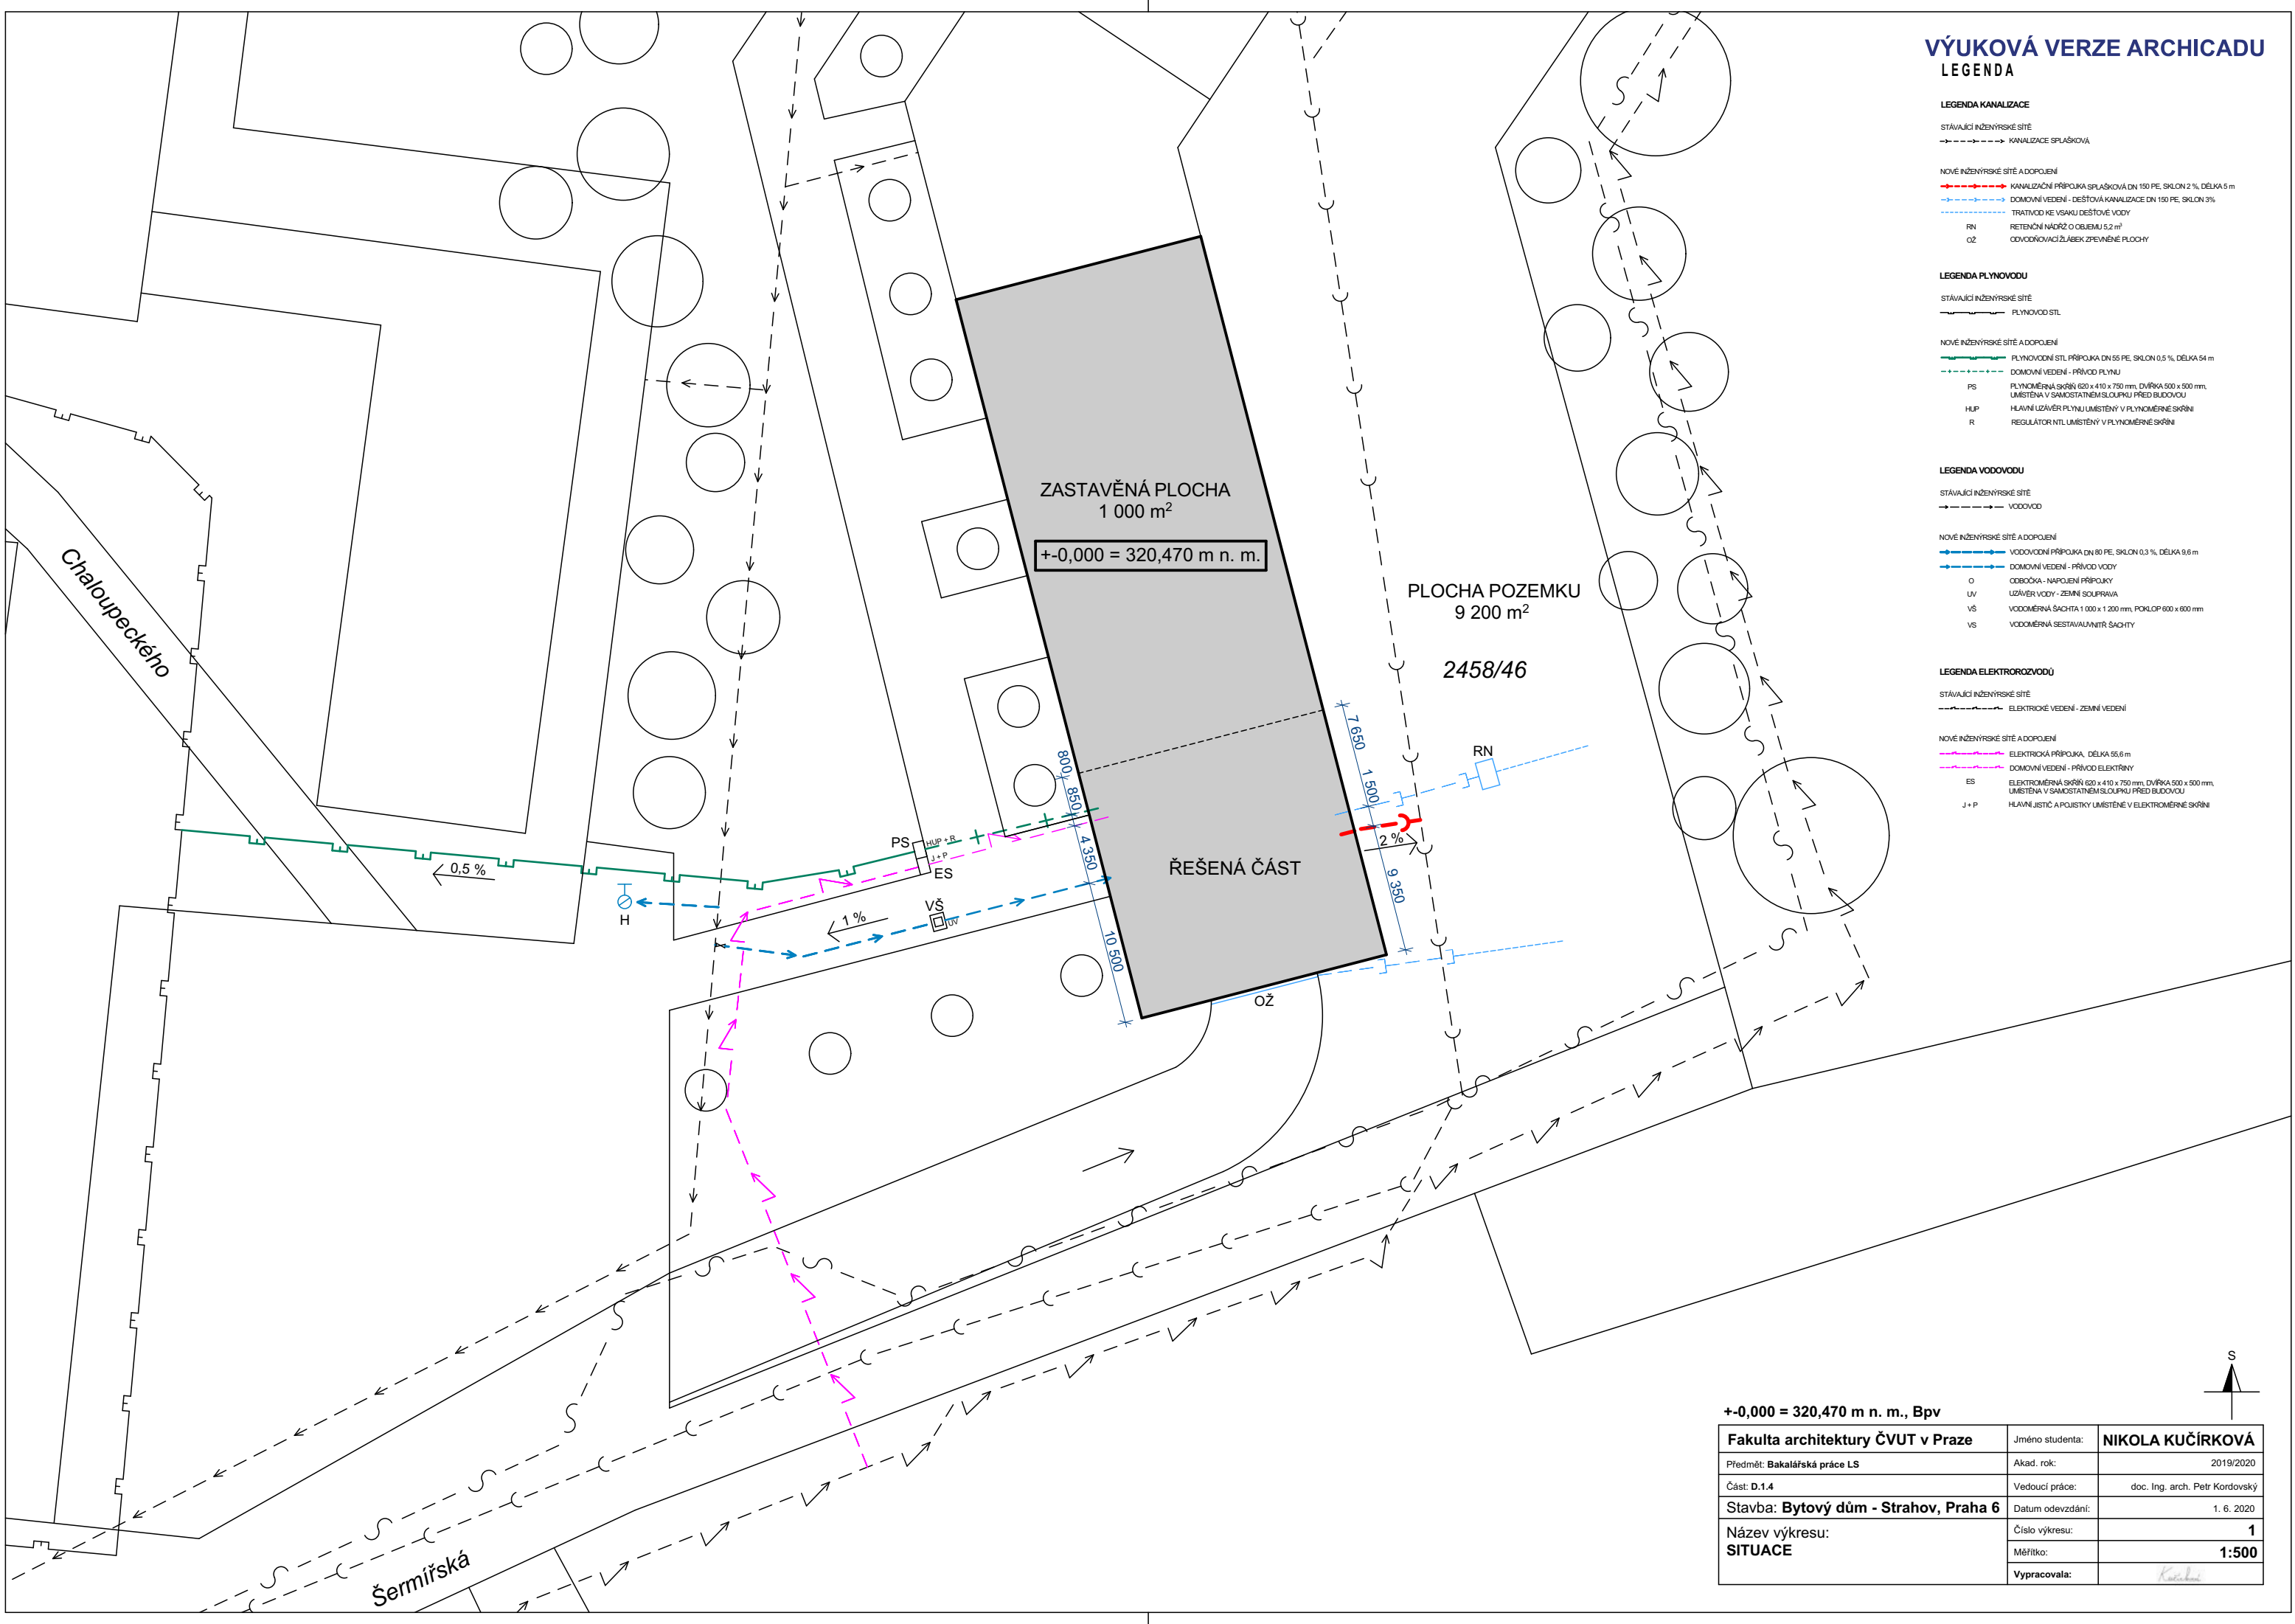 VÝUKOVÁ VERZE ARCHICADU
LEGENDA
LEGENDA KANALIZACE
STÁVAJÍCÍ INŽENÝRSKÉ SÍTĚ
KANALIZACE SPLAŠKOVÁ
NOVÉ INŽENÝRSKÉ SÍTĚ A DOPOJENÍ
KANALIZAČNÍ PŘÍPOJKA SPLAŠKOVÁ DN 150 PE, SKLON 2 %, DÉLKA 5 m
DOMOVNÍ VEDENÍ - DEŠŤOVÁ KANALIZACE DN 150 PE, SKLON 3%
TRATIVOD KE VSAKU DEŠŤOVÉ VODY
RN RETENČNÍ NÁDRŽ O OBJEMU 5,2 m³
OŽ ODVODŇOVACÍ ŽLÁBEK ZPEVNĚNÉ PLOCHY
LEGENDA PLYNOVODU
STÁVAJÍCÍ INŽENÝRSKÉ SÍTĚ
PLYNOVOD STL
NOVÉ INŽENÝRSKÉ SÍTĚ A DOPOJENÍ
PLYNOVODNÍ STL PŘÍPOJKA DN 55 PE, SKLON 0,5 %, DÉLKA 54 m
DOMOVNÍ VEDENÍ - PŘÍVOD PLYNU
PS PLYNOMĚRNÁ SKŘÍŇ 620 x 410 x 750 mm, DVÍŘKA 500 x 500 mm,
UMÍSTĚNA V SAMOSTATNÉM SLOUPKU PŘED BUDOVOU
HUP HLAVNÍ UZÁVĚR PLYNU UMÍSTĚNÝ V PLYNOMĚRNÉ SKŘÍNI
R REGULÁTOR NTL UMÍSTĚNÝ V PLYNOMĚRNÉ SKŘÍNI
LEGENDA VODOVODU
STÁVAJÍCÍ INŽENÝRSKÉ SÍTĚ
VODOVOD
NOVÉ INŽENÝRSKÉ SÍTĚ A DOPOJENÍ
VODOVODNÍ PŘÍPOJKA DN 80 PE, SKLON 0,3 %, DÉLKA 9,6 m
DOMOVNÍ VEDENÍ - PŘÍVOD VODY
O ODBOČKA - NAPOJENÍ PŘÍPOJKY
UV UZÁVĚR VODY - ZEMNÍ SOUPRAVA
VŠ VODOMĚRNÁ ŠACHTA 1 000 x 1 200 mm, POKLOP 600 x 600 mm
VS VODOMĚRNÁ SESTAVA UVNITŘ ŠACHTY
LEGENDA ELEKTROROZVODŮ
STÁVAJÍCÍ INŽENÝRSKÉ SÍTĚ
ELEKTRICKÉ VEDENÍ - ZEMNÍ VEDENÍ
NOVÉ INŽENÝRSKÉ SÍTĚ A DOPOJENÍ
ELEKTRICKÁ PŘÍPOJKA, DÉLKA 55,6 m
DOMOVNÍ VEDENÍ - PŘÍVOD ELEKTŘINY
ES ELEKTROMĚRNÁ SKŘÍŇ 620 x 410 x 750 mm, DVÍŘKA 500 x 500 mm,
UMÍSTĚNA V SAMOSTATNÉM SLOUPKU PŘED BUDOVOU
J + P HLAVNÍ JISTIČ A POJISTKY UMÍSTĚNÉ V ELEKTROMĚRNÉ SKŘÍNI
ZASTAVĚNÁ PLOCHA
1 000 m²
+-0,000 = 320,470 m n. m.
PLOCHA POZEMKU
9 200 m²
2458/46
Chaloupeckého
7 650
1 500
9 350
RN
800
850
4 350
10 500
PS
HUP + R
J + P
ES
2 %
ŘEŠENÁ ČÁST
0,5 %
H
VŠ
UV
1 %
OŽ
Šermířská
S
+-0,000 = 320,470 m n. m., Bpv
Fakulta architektury ČVUT v Praze
Jméno studenta: NIKOLA KUČÍRKOVÁ
Předmět: Bakalářská práce LS
Akad. rok: 2019/2020
Část: D.1.4
Vedoucí práce: doc. Ing. arch. Petr Kordovský
Stavba: Bytový dům - Strahov, Praha 6
Datum odevzdání: 1. 6. 2020
Název výkresu:
SITUACE
Číslo výkresu: 1
Měřítko: 1:500
Vypracovala: